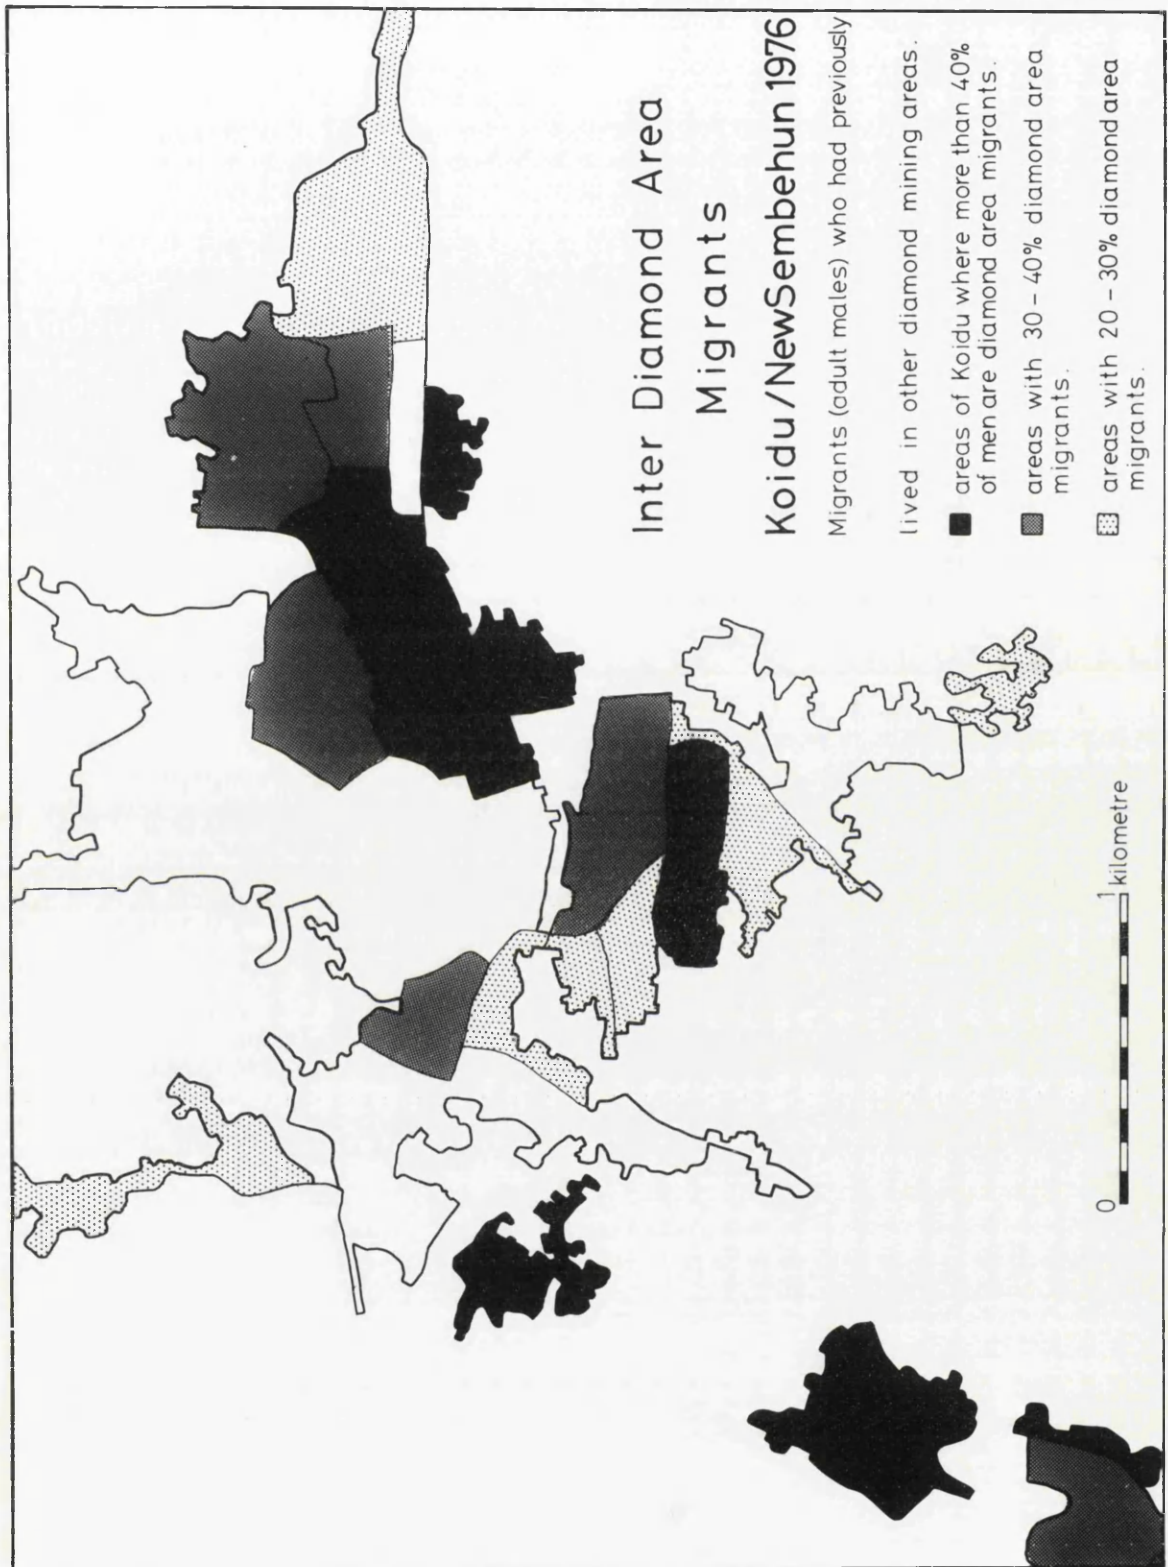 Inter Diamond Area
Migrants
Koidu/NewSembehun 1976
Migrants (adult males) who had previously
lived in other diamond mining areas.
areas of Koidu where more than 40%
of men are diamond area migrants.
areas with 30-40% diamond area
migrants.
areas with 20-30% diamond area
migrants.
0 1
kilometre